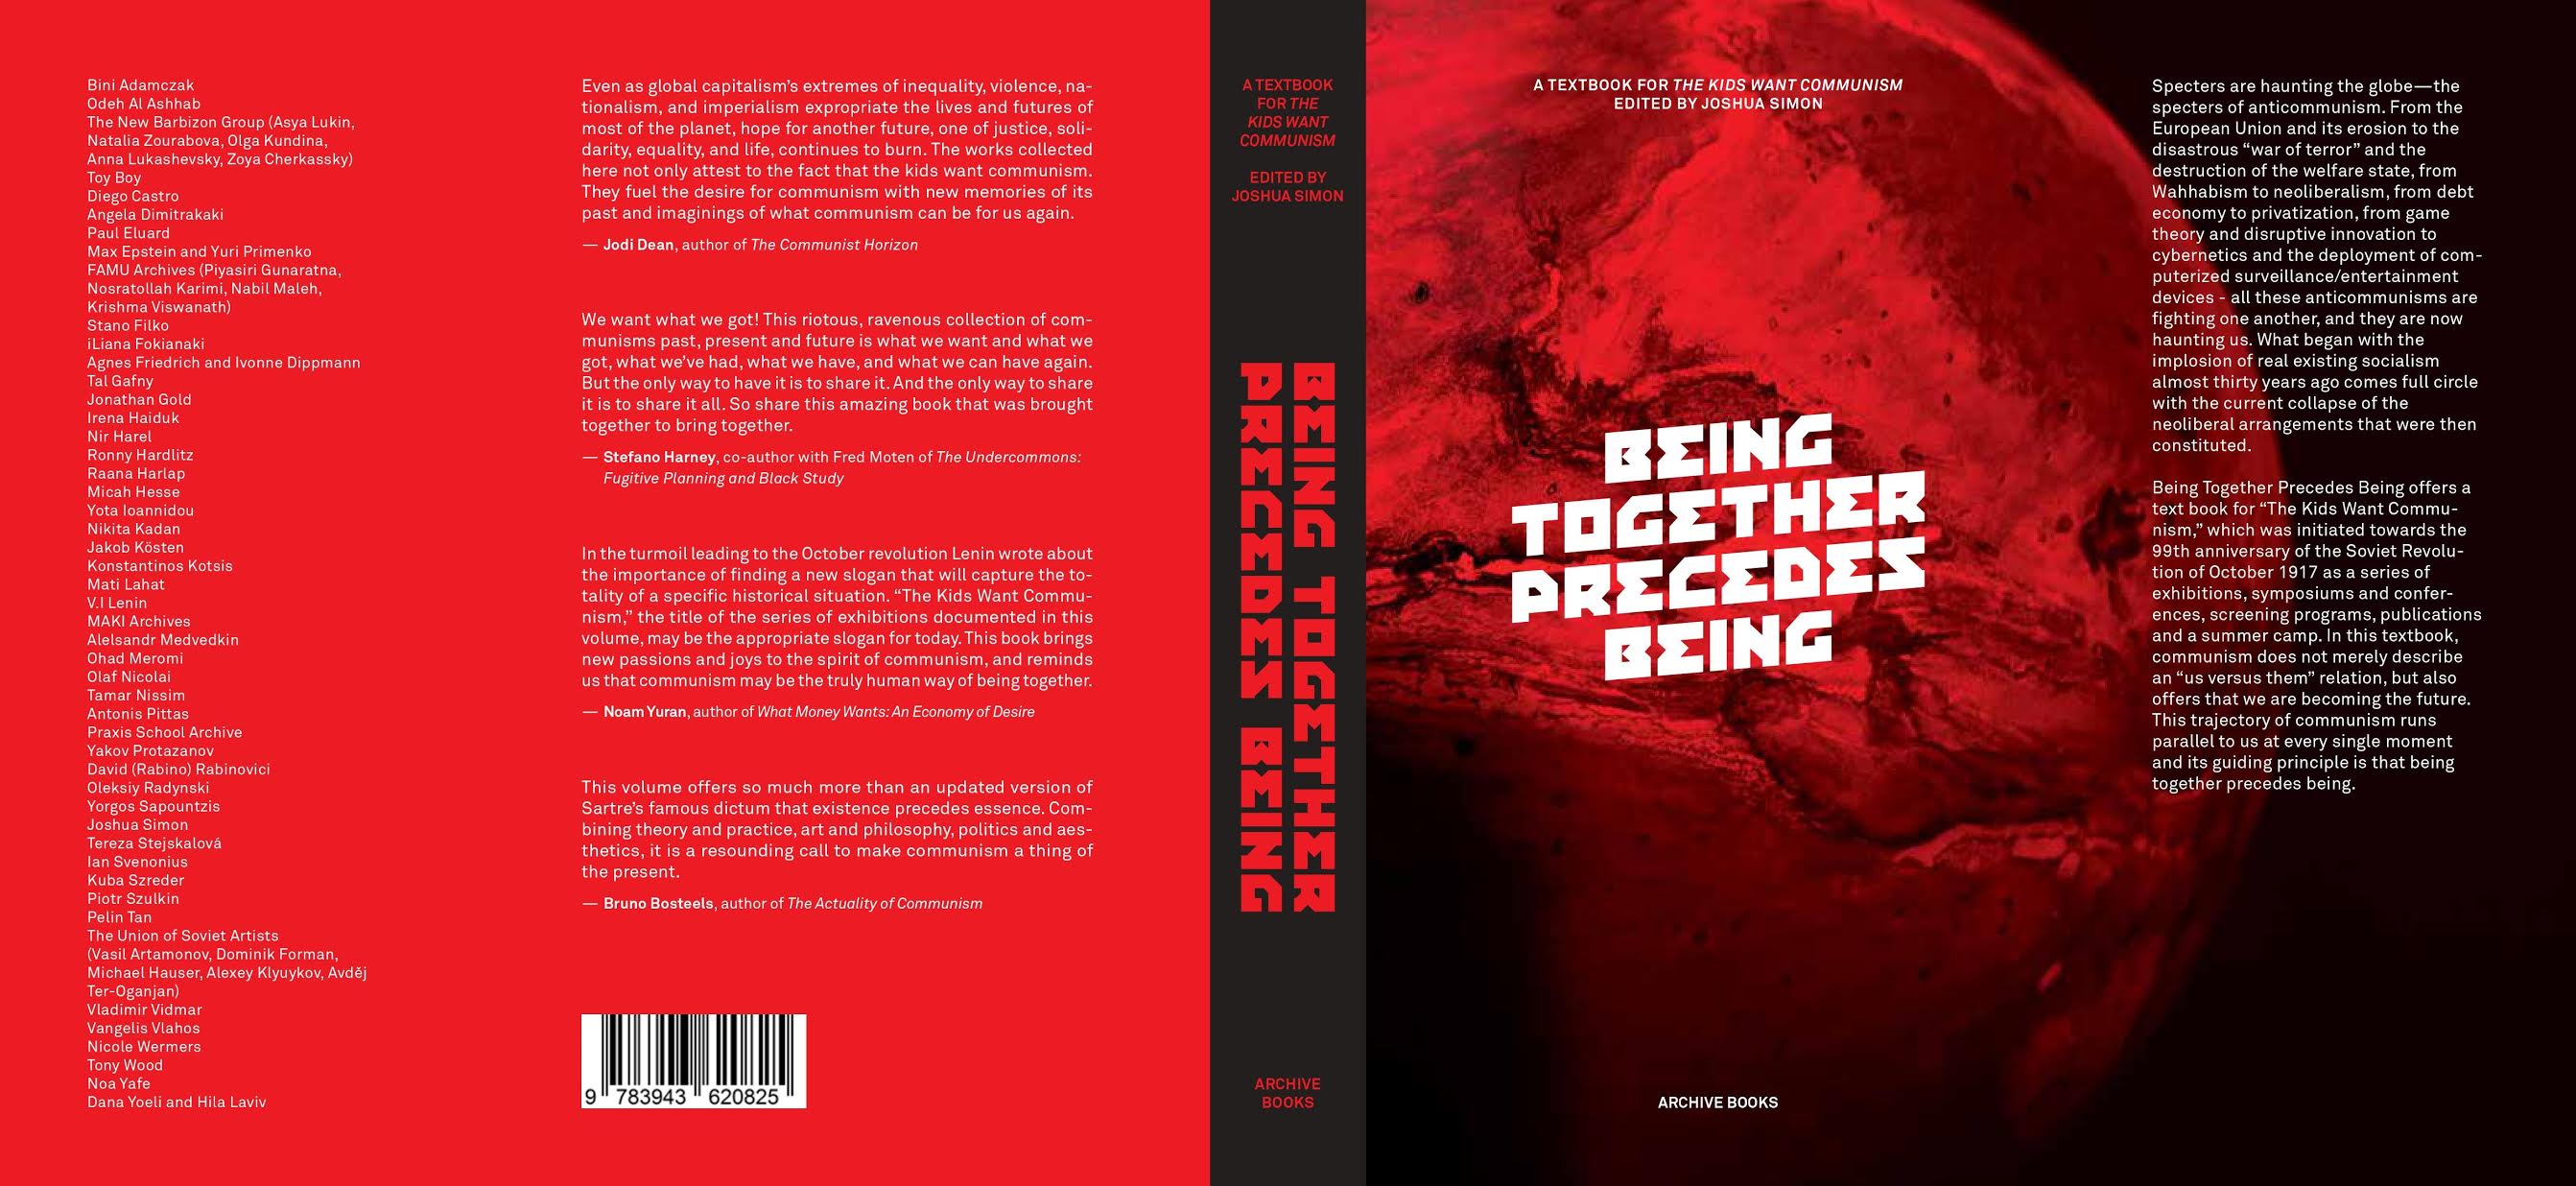 Bini Adamczak
Odeh Al Ashhab
The New Barbizon Group (Asya Lukin,
Natalia Zourabova, Olga Kundina,
Anna Lukashevsky, Zoya Cherkassky)
Toy Boy
Diego Castro
Angela Dimitrakaki
Paul Eluard
Max Epstein and Yuri Primenko
FAMU Archives (Piyasiri Gunaratna,
Nosratollah Karimi, Nabil Maleh,
Krishma Viswanath)
Stano Filko
iLiana Fokianaki
Agnes Friedrich and Ivonne Dippmann
Tal Gafny
Jonathan Gold
Irena Haiduk
Nir Harel
Ronny Hardlitz
Raana Harlap
Micah Hesse
Yota Ioannidou
Nikita Kadan
Jakob Kösten
Konstantinos Kotsis
Mati Lahat
V.I Lenin
MAKI Archives
Alelsandr Medvedkin
Ohad Meromi
Olaf Nicolai
Tamar Nissim
Antonis Pittas
Praxis School Archive
Yakov Protazanov
David (Rabino) Rabinovici
Oleksiy Radynski
Yorgos Sapountzis
Joshua Simon
Tereza Stejskalová
Ian Svenonius
Kuba Szreder
Piotr Szulkin
Pelin Tan
The Union of Soviet Artists
(Vasil Artamonov, Dominik Forman,
Michael Hauser, Alexey Klyuykov, Avděj
Ter-Oganjan)
Vladimir Vidmar
Vangelis Vlahos
Nicole Wermers
Tony Wood
Noa Yafe
Dana Yoeli and Hila Laviv
Even as global capitalism's extremes of inequality, violence, na-
tionalism, and imperialism expropriate the lives and futures of
most of the planet, hope for another future, one of justice, soli-
darity, equality, and life, continues to burn. The works collected
here not only attest to the fact that the kids want communism.
They fuel the desire for communism with new memories of its
past and imaginings of what communism can be for us again.
— Jodi Dean, author of The Communist Horizon
We want what we got! This riotous, ravenous collection of com-
munisms past, present and future is what we want and what we
got, what we've had, what we have, and what we can have again.
But the only way to have it is to share it. And the only way to share
it is to share it all. So share this amazing book that was brought
together to bring together.
— Stefano Harney, co-author with Fred Moten of The Undercommons:
Fugitive Planning and Black Study
In the turmoil leading to the October revolution Lenin wrote about
the importance of finding a new slogan that will capture the to-
tality of a specific historical situation. “The Kids Want Commu-
nism,” the title of the series of exhibitions documented in this
volume, may be the appropriate slogan for today. This book brings
new passions and joys to the spirit of communism, and reminds
us that communism may be the truly human way of being together.
— Noam Yuran, author of What Money Wants: An Economy of Desire
This volume offers so much more than an updated version of
Sartre's famous dictum that existence precedes essence. Com-
bining theory and practice, art and philosophy, politics and aes-
thetics, it is a resounding call to make communism a thing of
the present.
— Bruno Bosteels, author of The Actuality of Communism
9 783943 620825
A TEXTBOOK
FOR THE
KIDS WANT
COMMUNISM
EDITED BY
JOSHUA SIMON
BEING TOGETHER
PRECEDES BEING
ARCHIVE
BOOKS
A TEXTBOOK FOR THE KIDS WANT COMMUNISM
EDITED BY JOSHUA SIMON
BEING
TOGETHER
PRECEDES
BEING
ARCHIVE BOOKS
Specters are haunting the globe—the
specters of anticommunism. From the
European Union and its erosion to the
disastrous “war of terror” and the
destruction of the welfare state, from
Wahhabism to neoliberalism, from debt
economy to privatization, from game
theory and disruptive innovation to
cybernetics and the deployment of com-
puterized surveillance/entertainment
devices - all these anticommunisms are
fighting one another, and they are now
haunting us. What began with the
implosion of real existing socialism
almost thirty years ago comes full circle
with the current collapse of the
neoliberal arrangements that were then
constituted.
Being Together Precedes Being offers a
text book for “The Kids Want Commu-
nism,” which was initiated towards the
99th anniversary of the Soviet Revolu-
tion of October 1917 as a series of
exhibitions, symposiums and confer-
ences, screening programs, publications
and a summer camp. In this textbook,
communism does not merely describe
an “us versus them” relation, but also
offers that we are becoming the future.
This trajectory of communism runs
parallel to us at every single moment
and its guiding principle is that being
together precedes being.